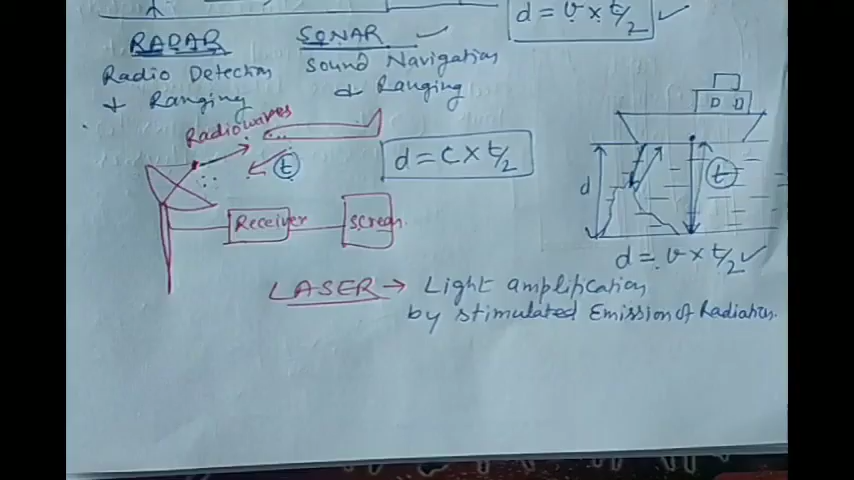 d = v × t/2
RADAR
Radio Detection
& Ranging
SONAR
Sound Navigation
& Ranging
Radiowaves
t
d = c × t/2
Receiver
screen
d
t
d = v × t/2
LASER → Light amplification
by stimulated Emission of Radiation.